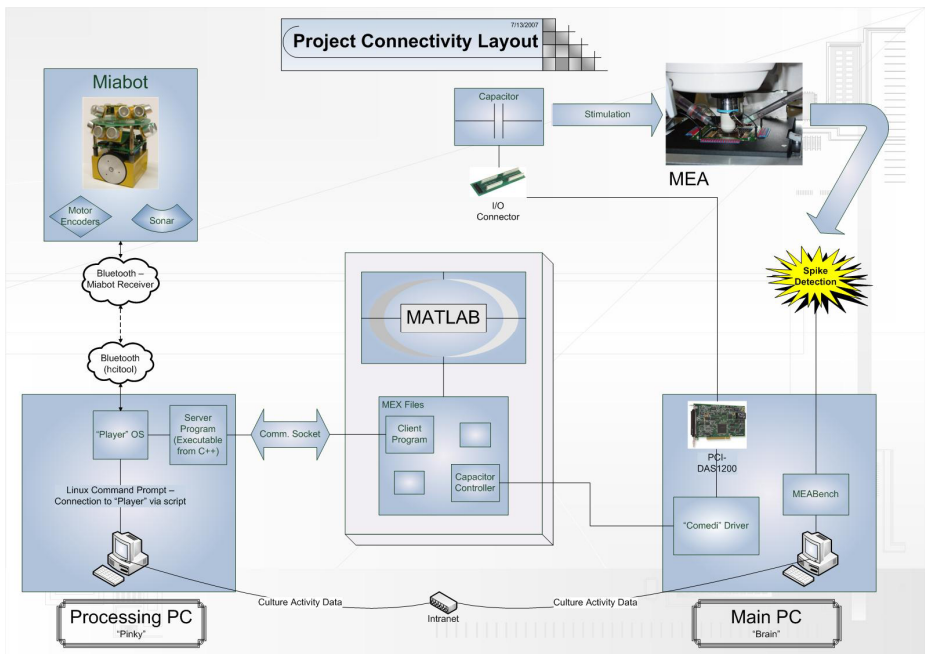 7/13/2007
Project Connectivity Layout
Miabot
Motor
Encoders
Sonar
Bluetooth –
Miabot Receiver
Bluetooth
(hcitool)
"Player" OS
Server
Program
(Executable
from C++)
Linux Command Prompt –
Connection to "Player" via script
Processing PC
"Pinky"
Comm. Socket
MATLAB
MEX Files
Client
Program
Capacitor
Controller
Capacitor
Stimulation
MEA
I/O
Connector
Spike
Detection
PCI-
DAS1200
"Comedi" Driver
MEABench
Culture Activity Data
Intranet
Culture Activity Data
Main PC
"Brain"